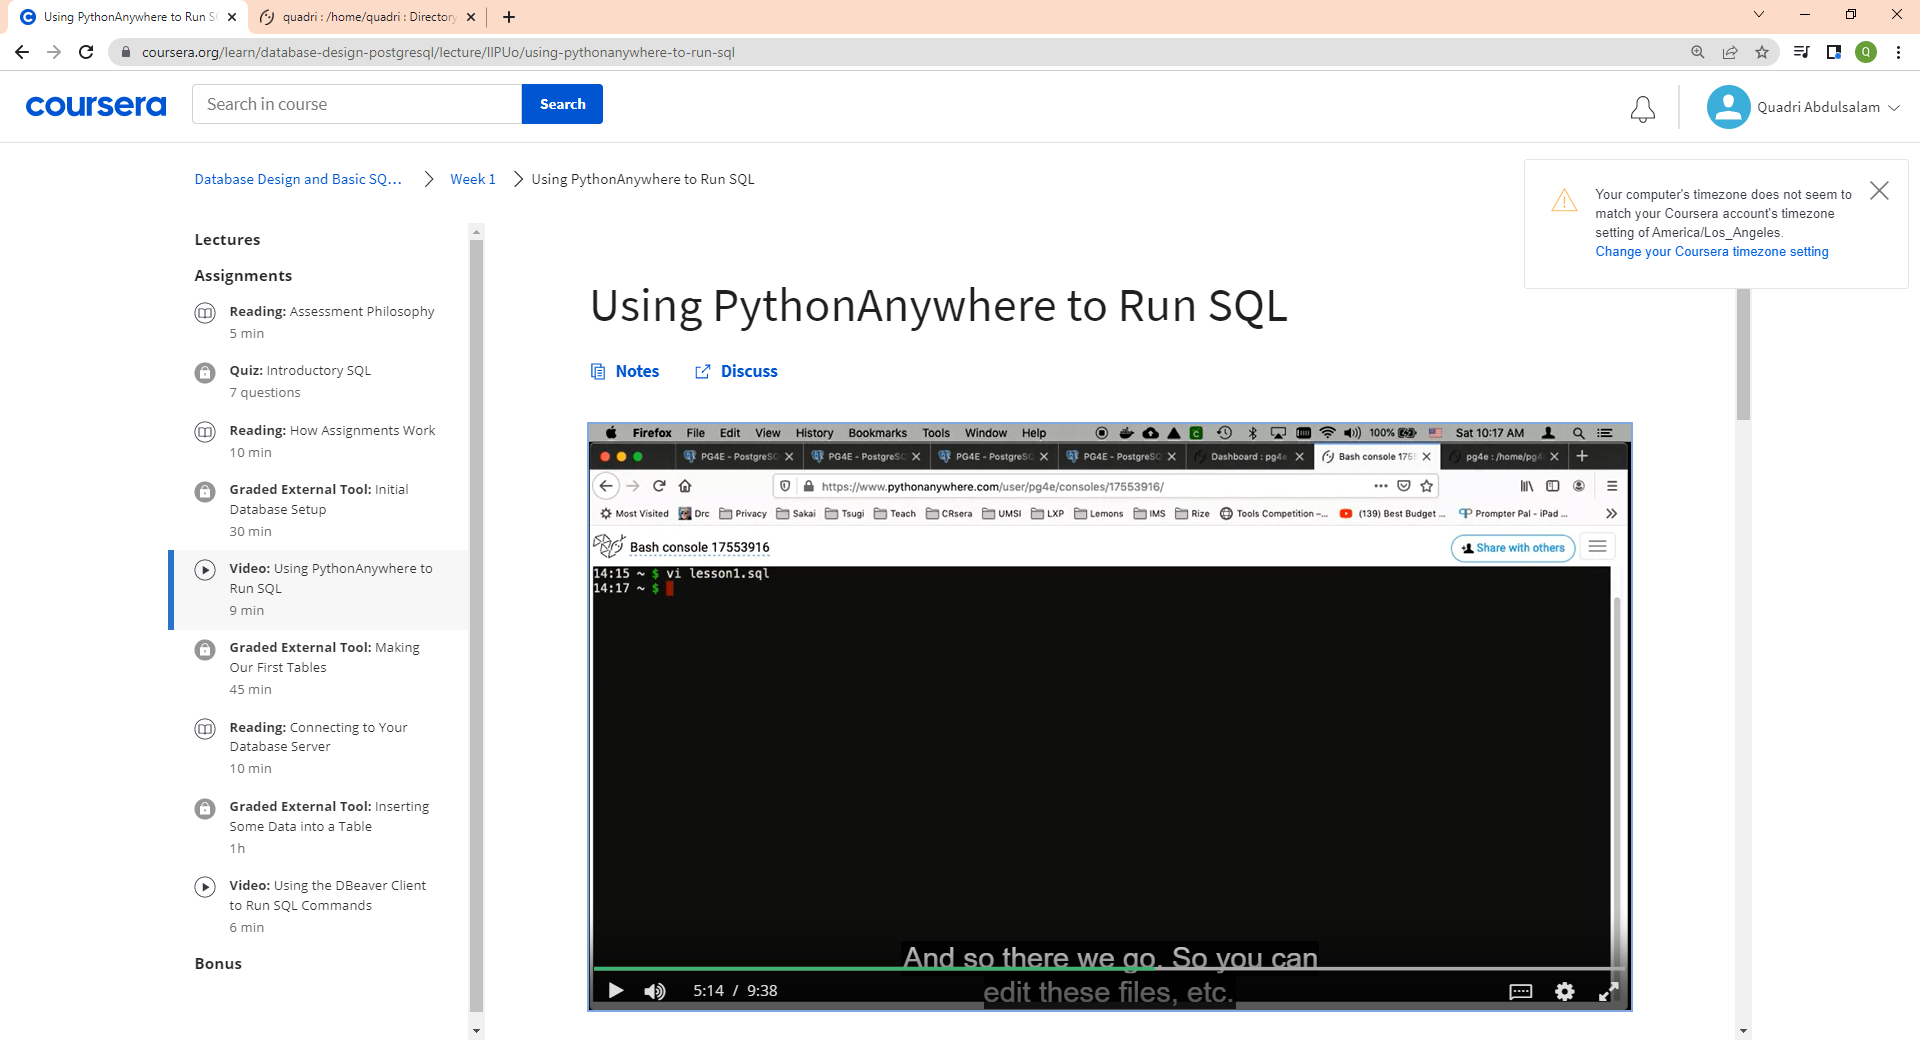 Using PythonAnywhere to Run S
quadri : /home/quadri : Directory
coursera.org/learn/database-design-postgresql/lecture/IIPUo/using-pythonanywhere-to-run-sql
Q
coursera
Search in course
Search
Quadri Abdulsalam
Database Design and Basic SQ...
Week 1
Using PythonAnywhere to Run SQL
Your computer's timezone does not seem to
match your Coursera account's timezone
setting of America/Los_Angeles.
Change your Coursera timezone setting
Lectures
Assignments
Reading: Assessment Philosophy
5 min
Quiz: Introductory SQL
7 questions
Reading: How Assignments Work
10 min
Graded External Tool: Initial
Database Setup
30 min
Video: Using PythonAnywhere to
Run SQL
9 min
Graded External Tool: Making
Our First Tables
45 min
Reading: Connecting to Your
Database Server
10 min
Graded External Tool: Inserting
Some Data into a Table
1h
Video: Using the DBeaver Client
to Run SQL Commands
6 min
Bonus
Using PythonAnywhere to Run SQL
Notes
Discuss
Firefox File Edit View History Bookmarks Tools Window Help
100%
Sat 10:17 AM
PG4E - PostgreSQ
PG4E - PostgreSQ
PG4E - PostgreSQ
PG4E - PostgreSQ
Dashboard : pg4e
Bash console 1755
pg4e : /home/pg4
https://www.pythonanywhere.com/user/pg4e/consoles/17553916/
Most Visited Drc Privacy Sakai Tsugi Teach CRsera UMSI LXP Lemons IMS Rize Tools Competition –... (139) Best Budget ... Prompter Pal - iPad ...
Bash console 17553916
Share with others
14:15 ~ $ vi lesson1.sql
14:17 ~ $
And so there we go. So you can
edit these files, etc.
5:14 / 9:38